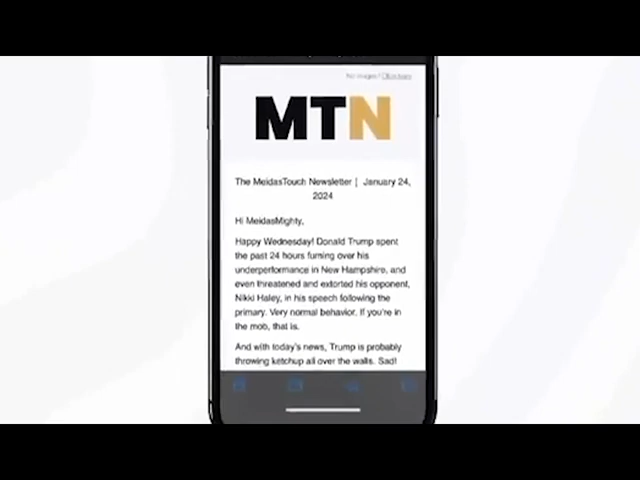 No images? Click here
MTN
The MeidasTouch Newsletter | January 24,
2024
Hi MeidasMighty,
Happy Wednesday! Donald Trump spent
the past 24 hours fuming over his
underperformance in New Hampshire, and
even threatened and extorted his opponent,
Nikki Haley, in his speech following the
primary. Very normal behavior. If you're in
the mob, that is.
And with today's news, Trump is probably
throwing ketchup all over the walls. Sad!